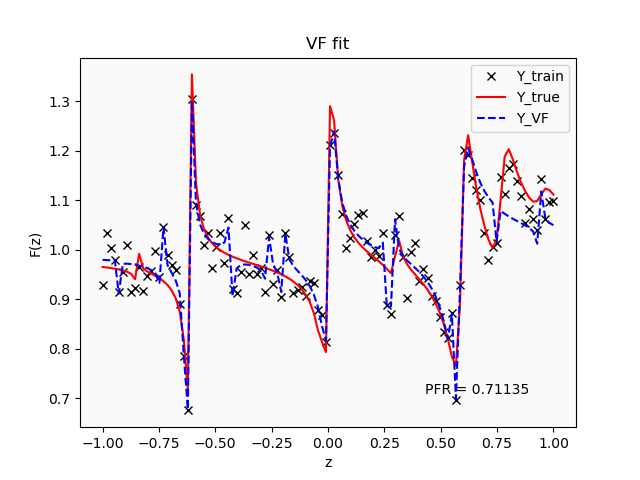 VF fit
F(z)
1.3
1.2
1.1
1.0
0.9
0.8
0.7
Y_train
Y_true
Y_VF
PFR = 0.71135
−1.00 −0.75 −0.50 −0.25 0.00 0.25 0.50 0.75 1.00
z